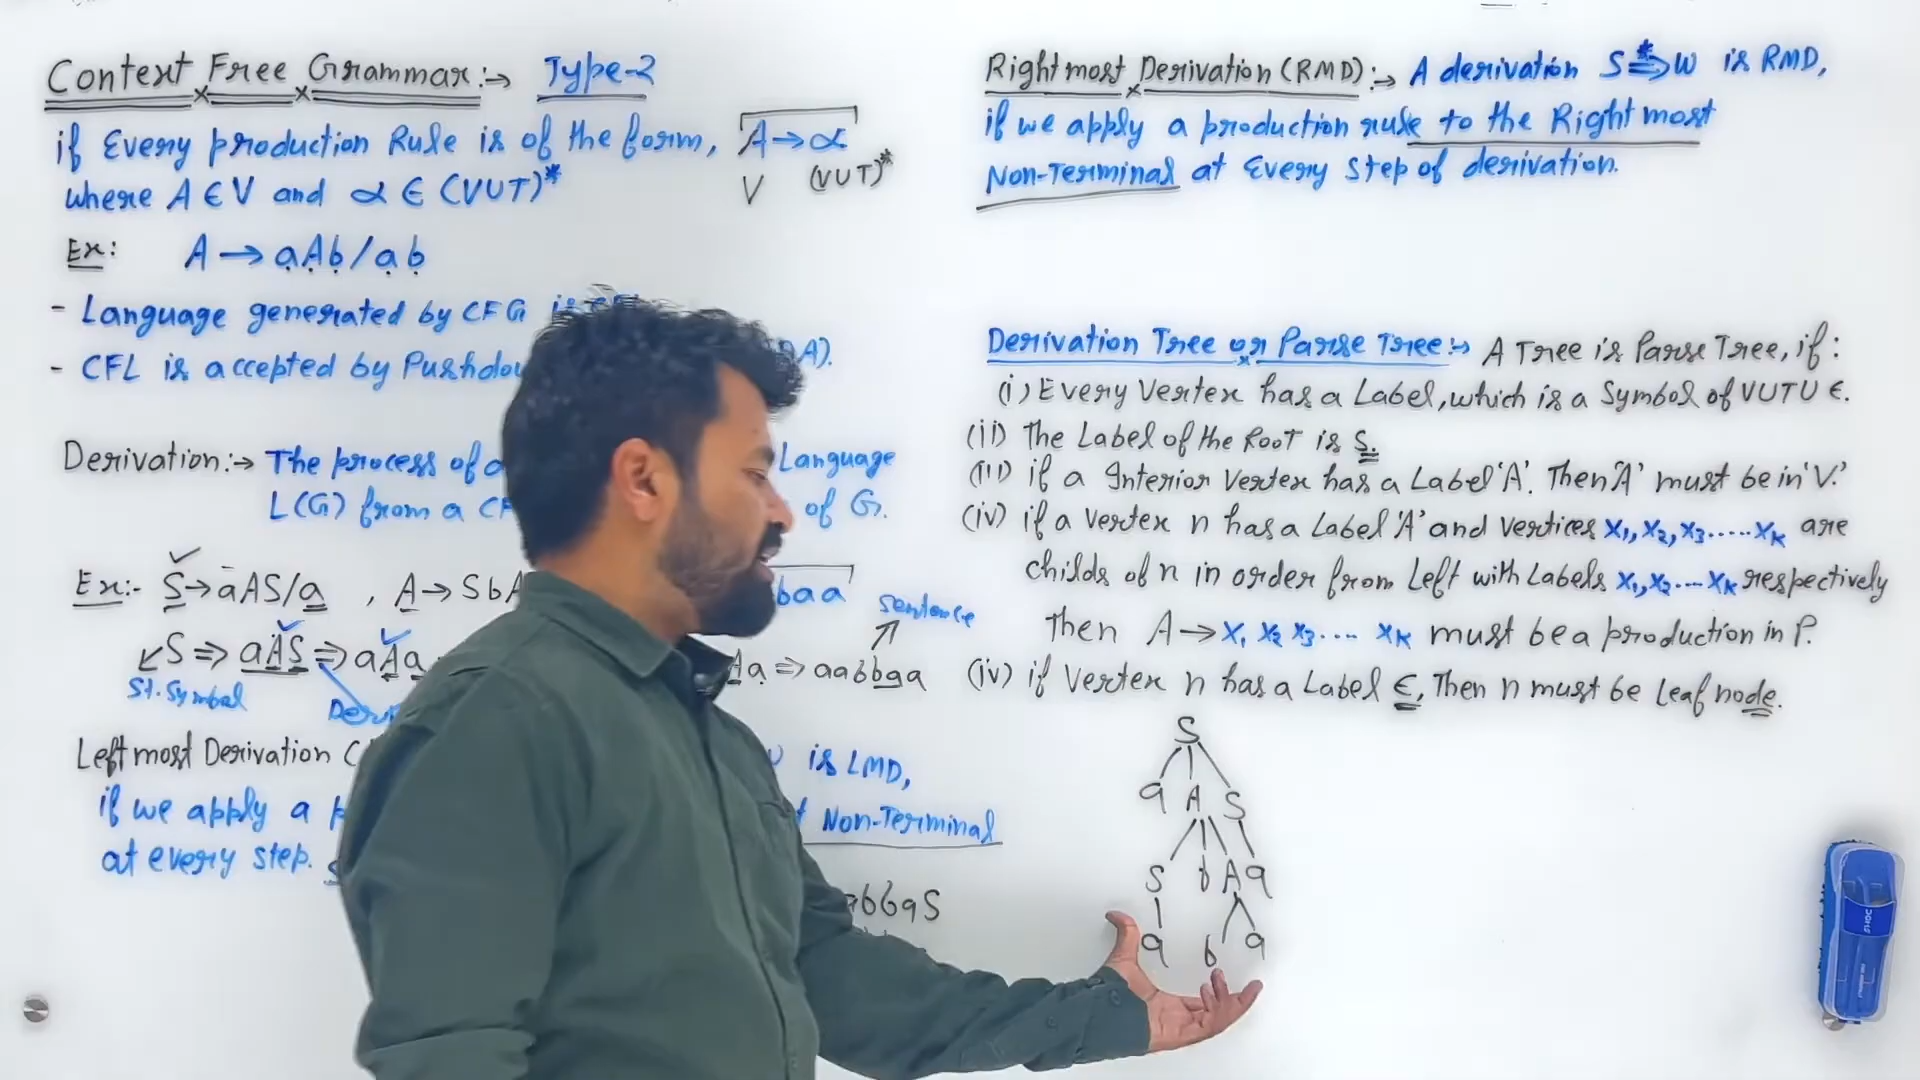 Context Free Grammar :→ Type-2
if Every production Rule is of the form, A → α
where A ∈ V and α ∈ (VUT)* V (VUT)*
Ex: A → aAb/ab
- Language generated by CFG is
- CFL is accepted by A).
Derivation :→ The process of Language
L(G) from a of G.
Ex:- S → aAS/a , A → SbA baa
S ⇒ aAS ⇒ aAa Aa ⇒ aabbaa sentence
St. Symbol
Left most Derivation is LMD,
if we apply a Non-Terminal
at every step.
abbaS
Right most Derivation (RMD) :→ A derivation S *⇒ W is RMD,
if we apply a production rule to the Right most
Non-Terminal at Every Step of derivation.
Derivation Tree or Parse Tree :→ A Tree is Parse Tree, if :
(i) Every Vertex has a Label, which is a Symbol of VUTU ∈.
(ii) The Label of the Root is S.
(iii) if a Interior Vertex has a Label 'A'. Then 'A' must be in 'V'.
(iv) if a Vertex n has a Label 'A' and Vertices X1, X2, X3.....Xk are
childs of n in order from Left with Labels X1, X2 ... Xk respectively
Then A → X1 X2 X3 .... Xk must be a production in P.
(iv) if Vertex n has a Label ∈, Then n must be Leaf node.
S
a A S
S b A a
a b a